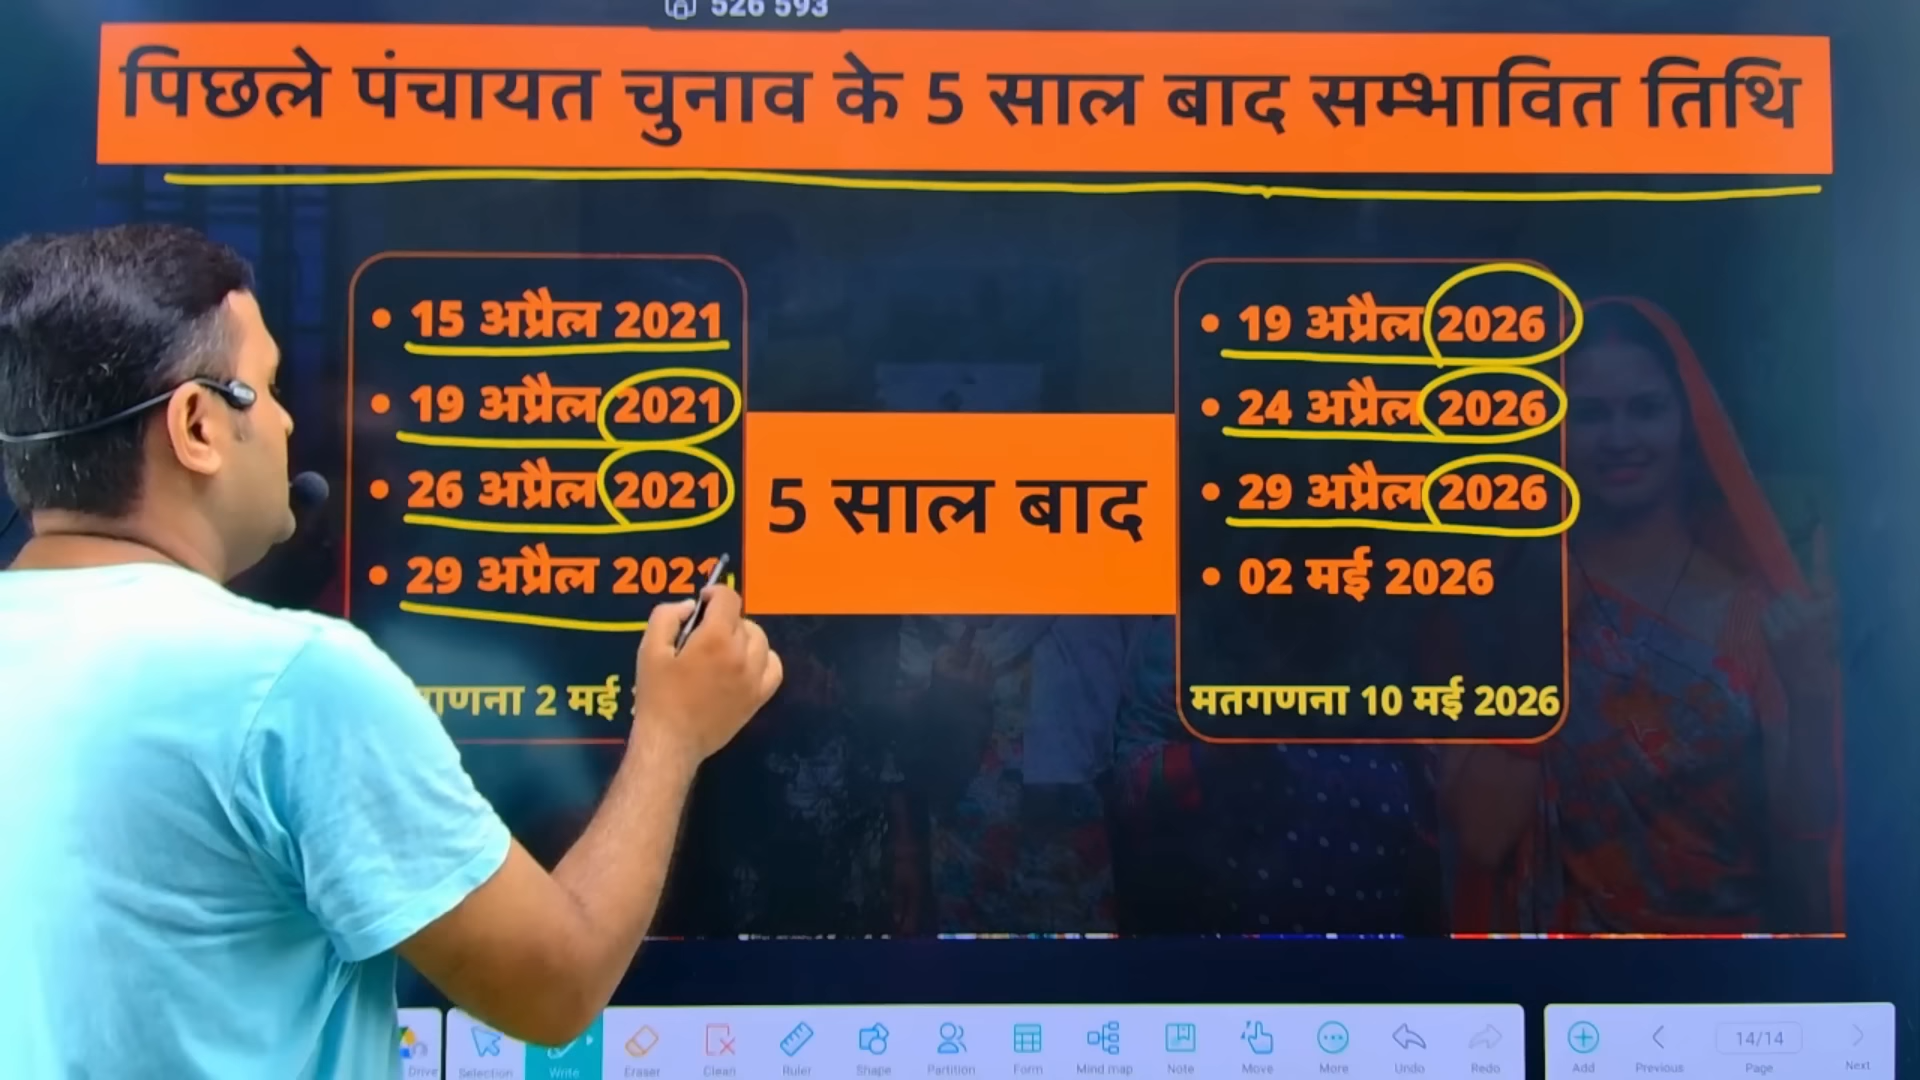 526 593
पिछले पंचायत चुनाव के 5 साल बाद सम्भावित तिथि
• 15 अप्रैल 2021
• 19 अप्रैल 2021
• 26 अप्रैल 2021
• 29 अप्रैल 2021
2 मई
5 साल बाद
• 19 अप्रैल 2026
• 24 अप्रैल 2026
• 29 अप्रैल 2026
• 02 मई 2026
मतगणना 10 मई 2026
Drive Selection Write Eraser Clean Ruler Shape Partition Form Mind map Note Move More Undo Redo
14/14
Add Previous Page Next